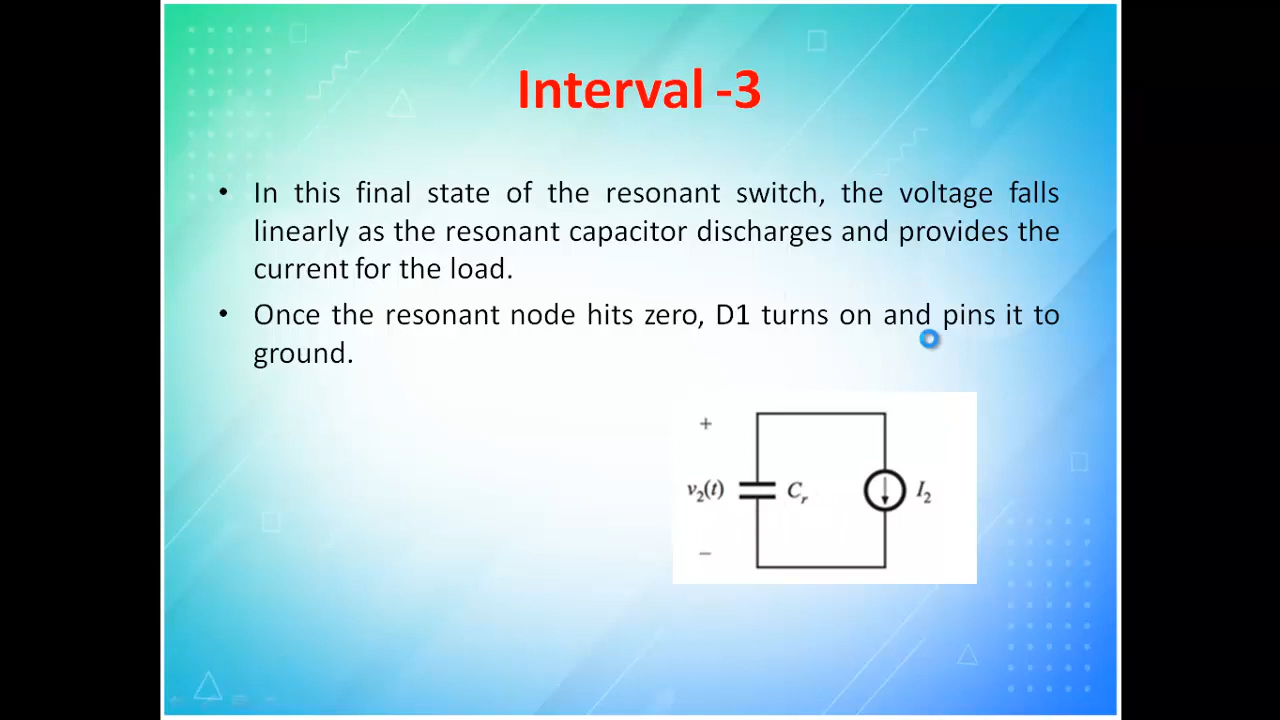 Interval -3
• In this final state of the resonant switch, the voltage falls
linearly as the resonant capacitor discharges and provides the
current for the load.
• Once the resonant node hits zero, D1 turns on and pins it to
ground.
+
v₂(t) Cᵣ I₂
−